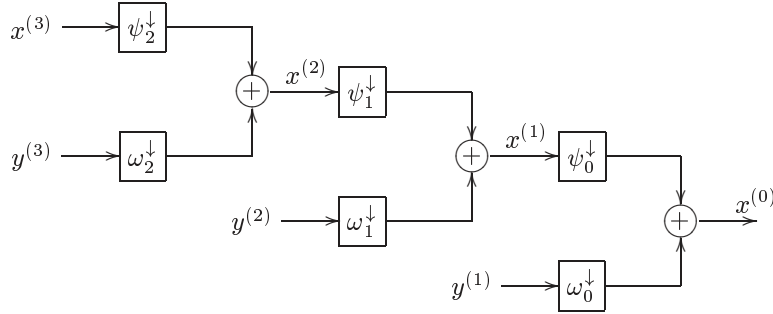 x^{(3)} ψ_2^↓
+ x^{(2)} ψ_1^↓
y^{(3)} ω_2^↓ + x^{(1)} ψ_0^↓
y^{(2)} ω_1^↓ + x^{(0)}
y^{(1)} ω_0^↓